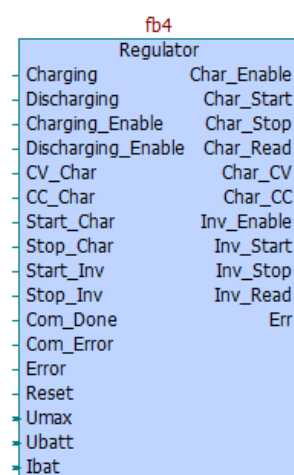 fb4
Regulator
Charging Char_Enable
Discharging Char_Start
Charging_Enable Char_Stop
Discharging_Enable Char_Read
CV_Char Char_CV
CC_Char Char_CC
Start_Char Inv_Enable
Stop_Char Inv_Start
Start_Inv Inv_Stop
Stop_Inv Inv_Read
Com_Done Err
Com_Error
Error
Reset
Umax
Ubatt
Ibat